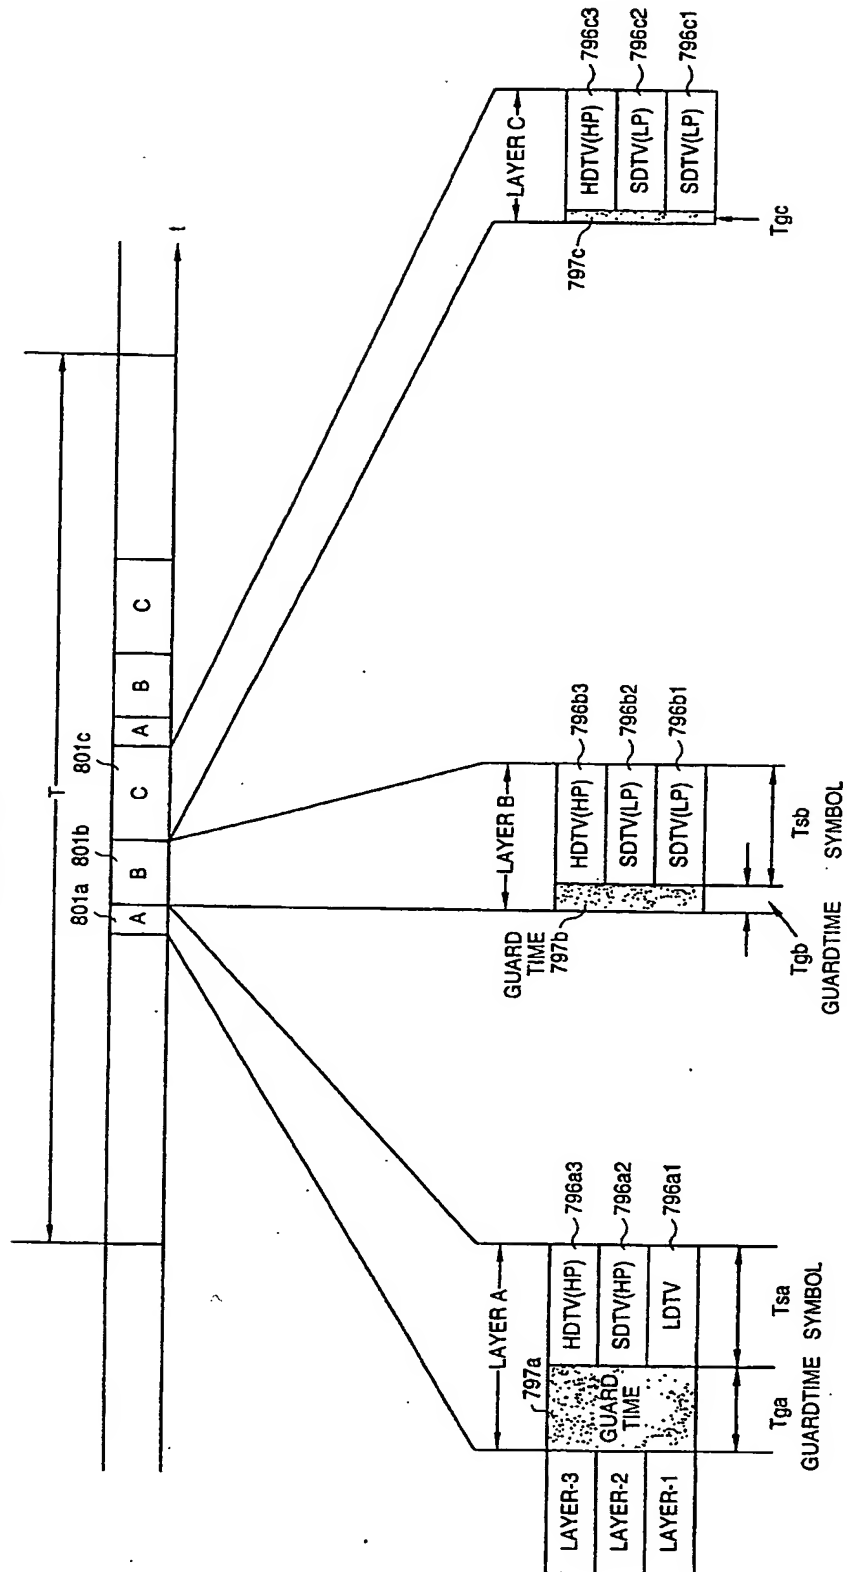 T
t
801a
801b
801c
A
B
C
A
B
C
LAYER A
LAYER B
LAYER C
797a
GUARD
TIME
797b
797c
LAYER-3
LAYER-2
LAYER-1
GUARD
TIME
HDTV(HP)
SDTV(HP)
LDTV
796a3
796a2
796a1
HDTV(HP)
SDTV(LP)
SDTV(LP)
796b3
796b2
796b1
HDTV(HP)
SDTV(LP)
SDTV(LP)
796c3
796c2
796c1
Tga
Tsa
GUARDTIME SYMBOL
Tgb
Tsb
GUARDTIME SYMBOL
Tgc